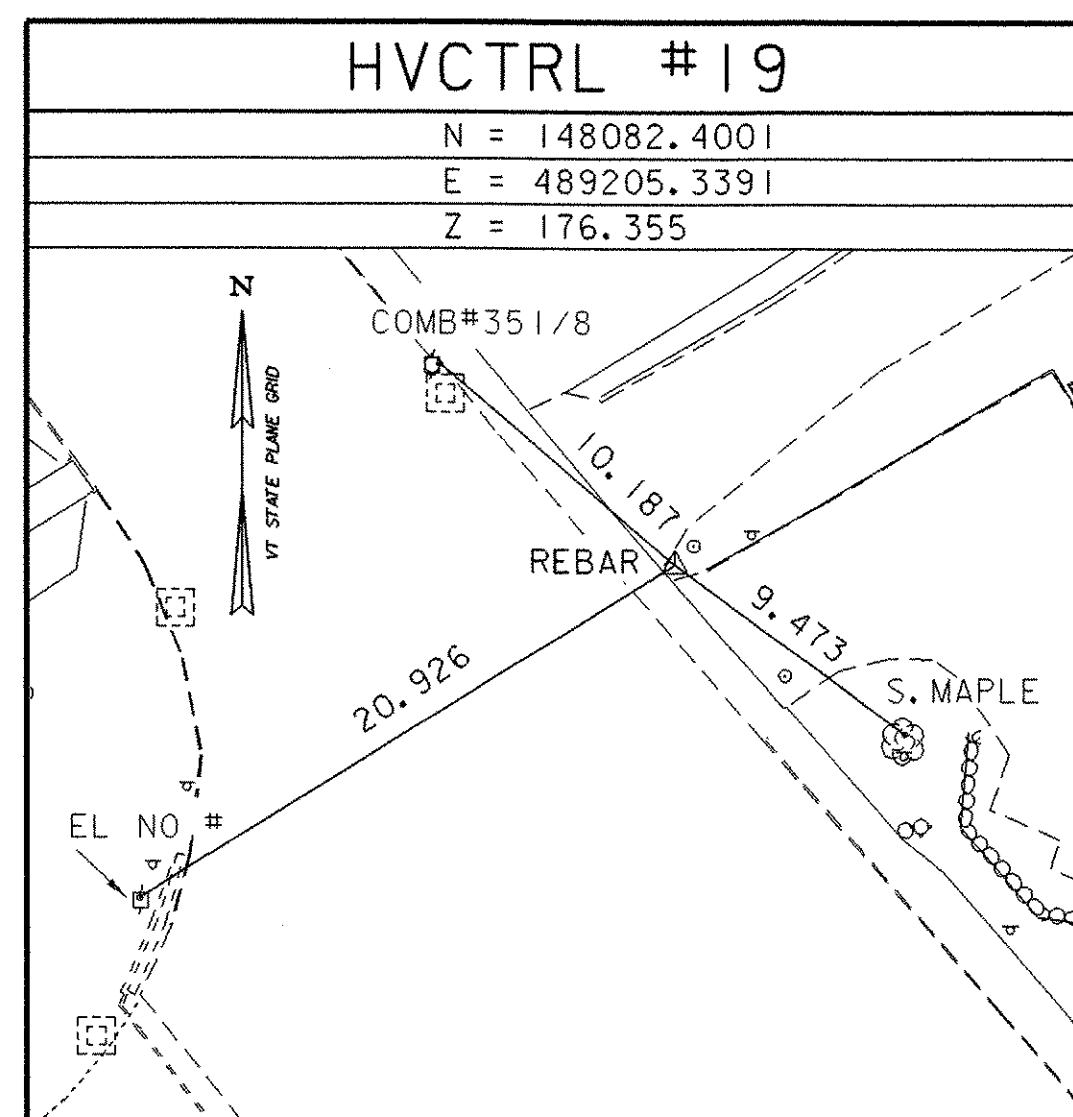 HVCTRL #19
N = 148082.4001
E = 489205.3391
Z = 176.355
N
VT STATE PLANE GRID
COMB#351/8
10.187
REBAR
9.473
20.926
S. MAPLE
EL NO #